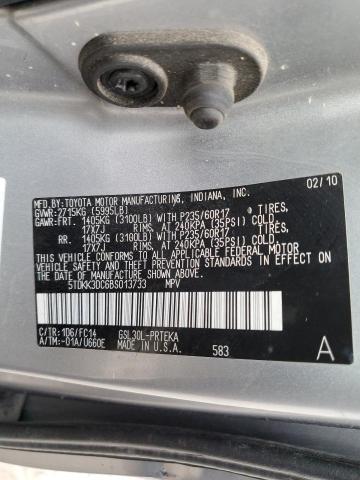 02/10
MFD.BY:TOYOTA MOTOR MANUFACTURING, INDIANA, INC.
GVWR: 2715KG (5995LB)
GAWR:FRT. 1405KG (3100LB) WITH P235/60R17 TIRES,
17X7J RIMS, AT 240KPA (35PSI) COLD.
RR. 1405KG (3100LB) WITH P235/60R17 TIRES,
17X7J RIMS, AT 240KPA (35PSI) COLD.
THIS VEHICLE CONFORMS TO ALL APPLICABLE FEDERAL MOTOR
VEHICLE SAFETY AND THEFT PREVENTION STANDARDS IN EFFECT ON
THE DATE OF MANUFACTURE SHOWN ABOVE.
5TDKK3DC6BS013733 MPV
C/TR:1D6/FC14 GSL30L-PRTEKA
A/TM:-01A/U660E MADE IN U.S.A. 583 A